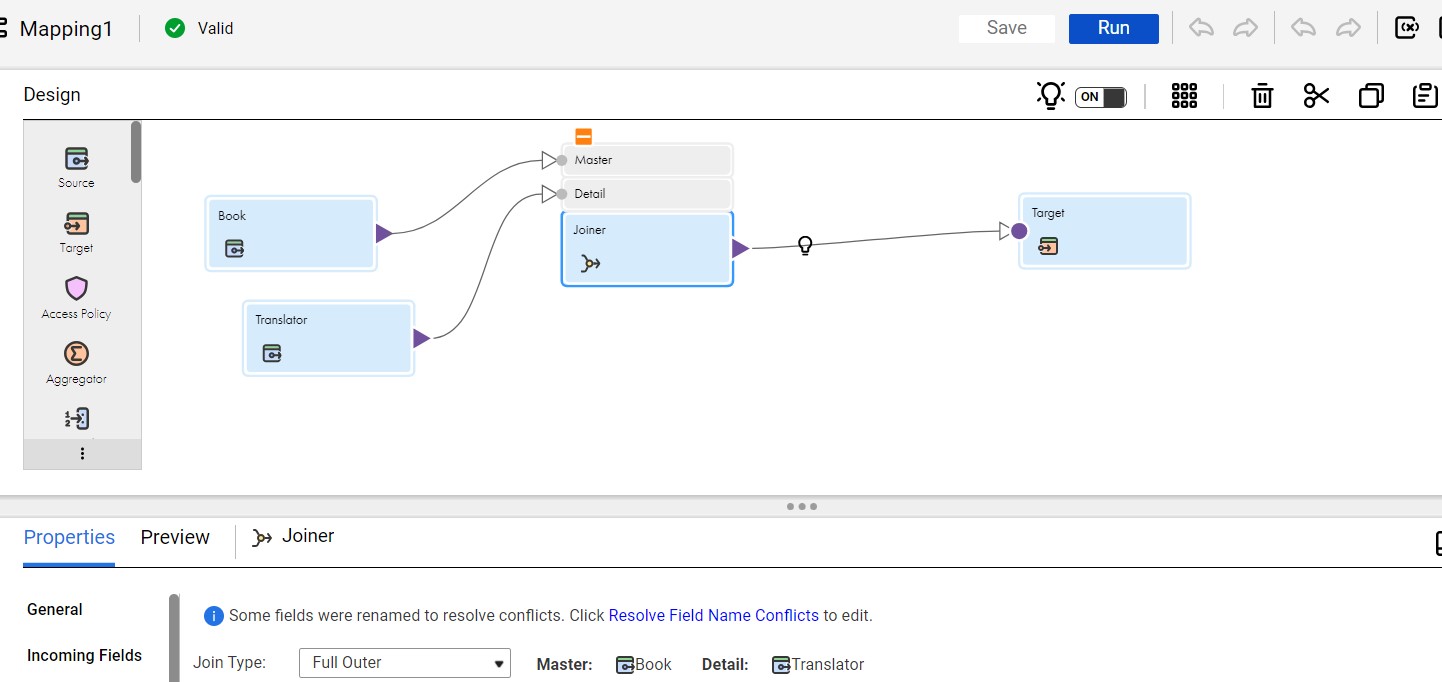 Mapping1
Valid
Save
Run
Design
ON
Source
Target
Access Policy
Aggregator
Book
Translator
Master
Detail
Joiner
Target
Properties
Preview
Joiner
General
Incoming Fields
Some fields were renamed to resolve conflicts. Click Resolve Field Name Conflicts to edit.
Join Type: Full Outer Master: Book Detail: Translator